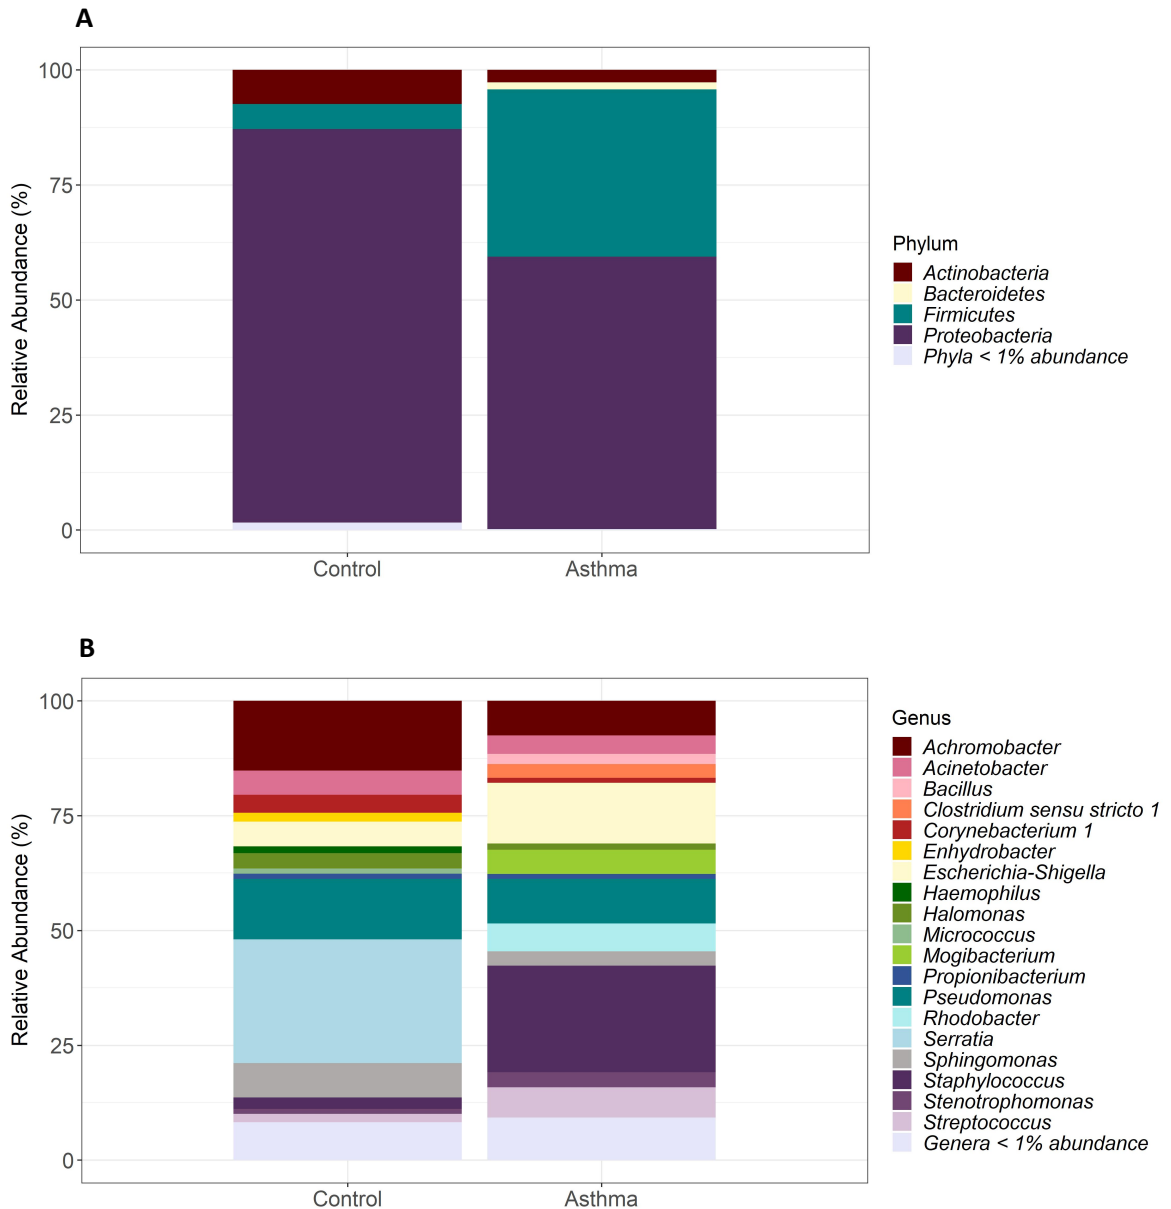 A
Relative Abundance (%)
100
75
50
25
0
Control
Asthma
Phylum
Actinobacteria
Bacteroidetes
Firmicutes
Proteobacteria
Phyla < 1% abundance
B
Relative Abundance (%)
100
75
50
25
0
Control
Asthma
Genus
Achromobacter
Acinetobacter
Bacillus
Clostridium sensu stricto 1
Corynebacterium 1
Enhydrobacter
Escherichia-Shigella
Haemophilus
Halomonas
Micrococcus
Mogibacterium
Propionibacterium
Pseudomonas
Rhodobacter
Serratia
Sphingomonas
Staphylococcus
Stenotrophomonas
Streptococcus
Genera < 1% abundance